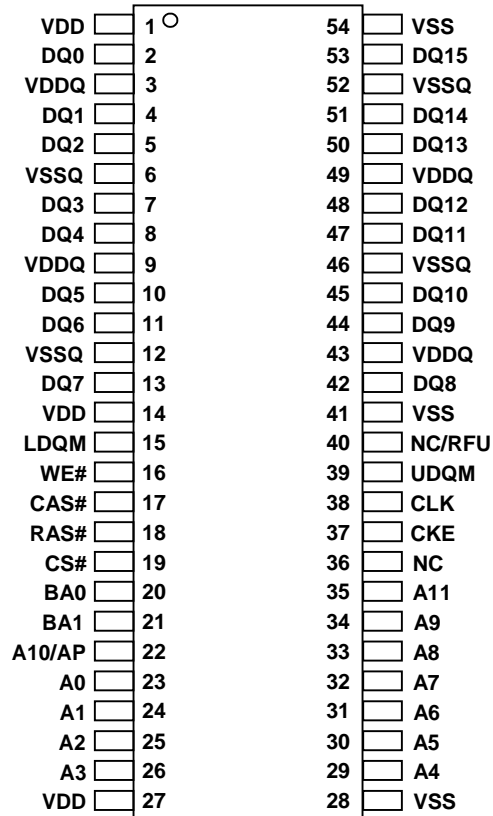 VDD 1 54 VSS
DQ0 2 53 DQ15
VDDQ 3 52 VSSQ
DQ1 4 51 DQ14
DQ2 5 50 DQ13
VSSQ 6 49 VDDQ
DQ3 7 48 DQ12
DQ4 8 47 DQ11
VDDQ 9 46 VSSQ
DQ5 10 45 DQ10
DQ6 11 44 DQ9
VSSQ 12 43 VDDQ
DQ7 13 42 DQ8
VDD 14 41 VSS
LDQM 15 40 NC/RFU
WE# 16 39 UDQM
CAS# 17 38 CLK
RAS# 18 37 CKE
CS# 19 36 NC
BA0 20 35 A11
BA1 21 34 A9
A10/AP 22 33 A8
A0 23 32 A7
A1 24 31 A6
A2 25 30 A5
A3 26 29 A4
VDD 27 28 VSS